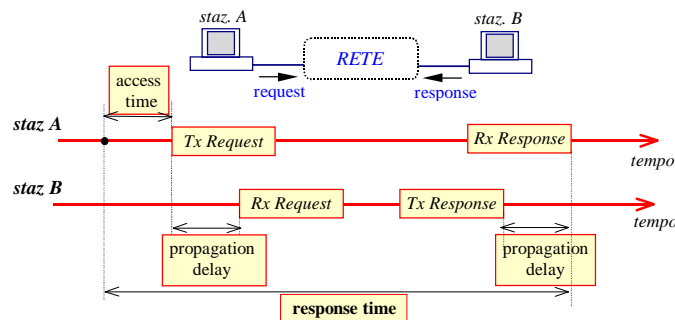 staz. A
staz. B
RETE
request
response
access
time
staz A
Tx Request
Rx Response
tempo
staz B
Rx Request
Tx Response
tempo
propagation
delay
propagation
delay
response time